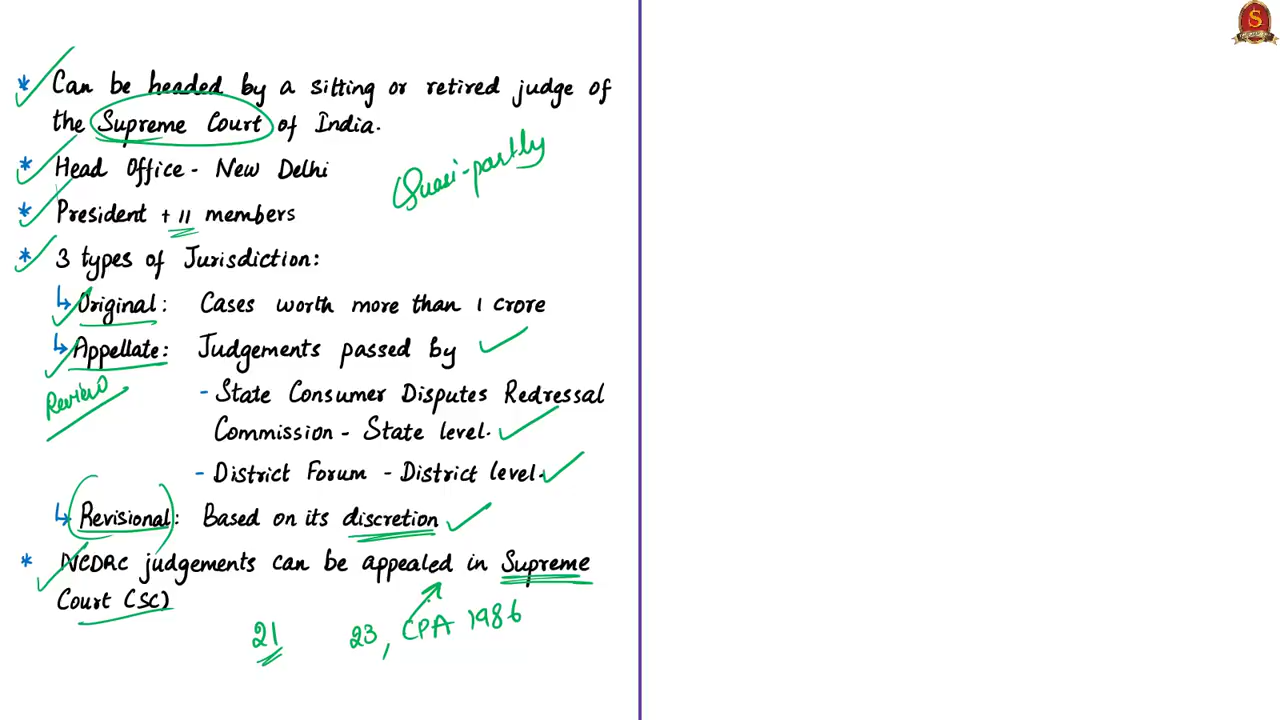 * Can be headed by a sitting or retired judge of
the Supreme Court of India.
Quasi-partly
* Head Office - New Delhi
* President + 11 members
* 3 types of Jurisdiction:
↳ Original: Cases worth more than 1 crore
↳ Appellate: Judgements passed by
Review
- State Consumer Disputes Redressal
Commission - State level.
- District Forum - District level.
↳ Revisional: Based on its discretion
* NCDRC judgements can be appealed in Supreme
Court (SC)
21 23, CPA 1986
S